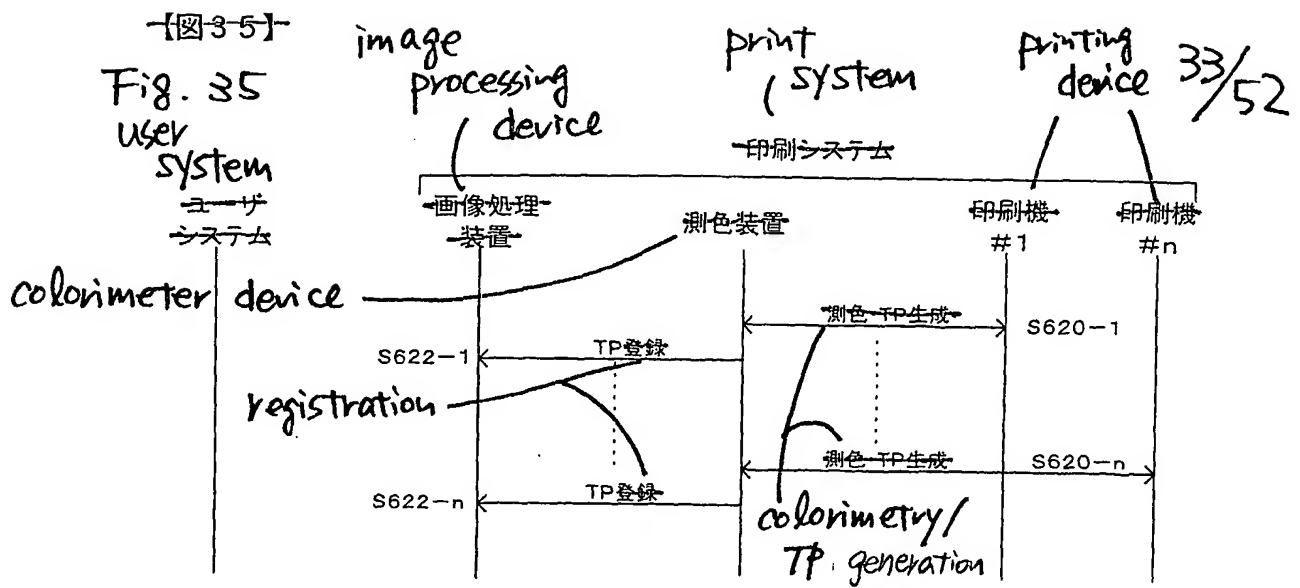 【図35】
Fig. 35
image
processing
device
print
system
printing
device
33/52
user
system
印刷システム
ユーザ
システム
画像処理
装置
測色装置
印刷機
#1
印刷機
#n
colorimeter device
測色・TP生成
S620-1
S622-1
TP登録
registration
測色・TP生成
S620-n
S622-n
TP登録
colorimetry/
TP generation